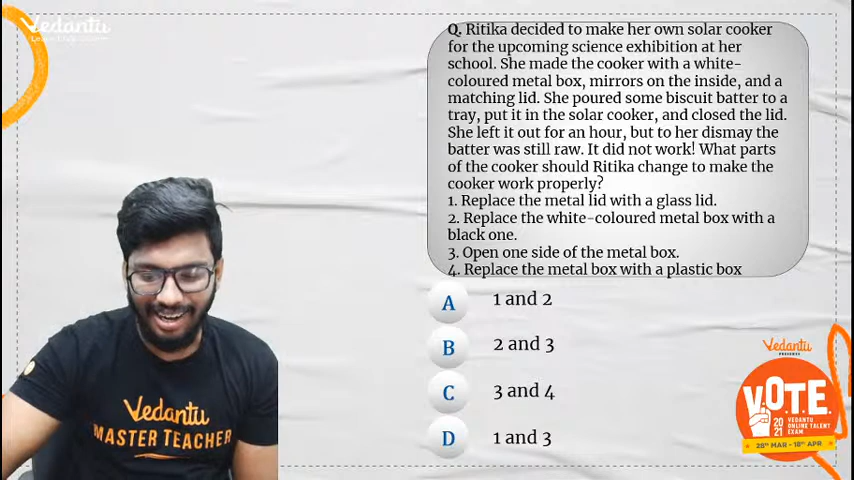 Vedantu
Q. Ritika decided to make her own solar cooker
for the upcoming science exhibition at her
school. She made the cooker with a white-
coloured metal box, mirrors on the inside, and a
matching lid. She poured some biscuit batter to a
tray, put it in the solar cooker, and closed the lid.
She left it out for an hour, but to her dismay the
batter was still raw. It did not work! What parts
of the cooker should Ritika change to make the
cooker work properly?
1. Replace the metal lid with a glass lid.
2. Replace the white-coloured metal box with a
black one.
3. Open one side of the metal box.
4. Replace the metal box with a plastic box
A 1 and 2
B 2 and 3
C 3 and 4
D 1 and 3
Vedantu
MASTER TEACHER
Vedantu
PRESENTS
V.O.T.E.
2021
VEDANTU
ONLINE TALENT
EXAM
28th MAR - 18th APR